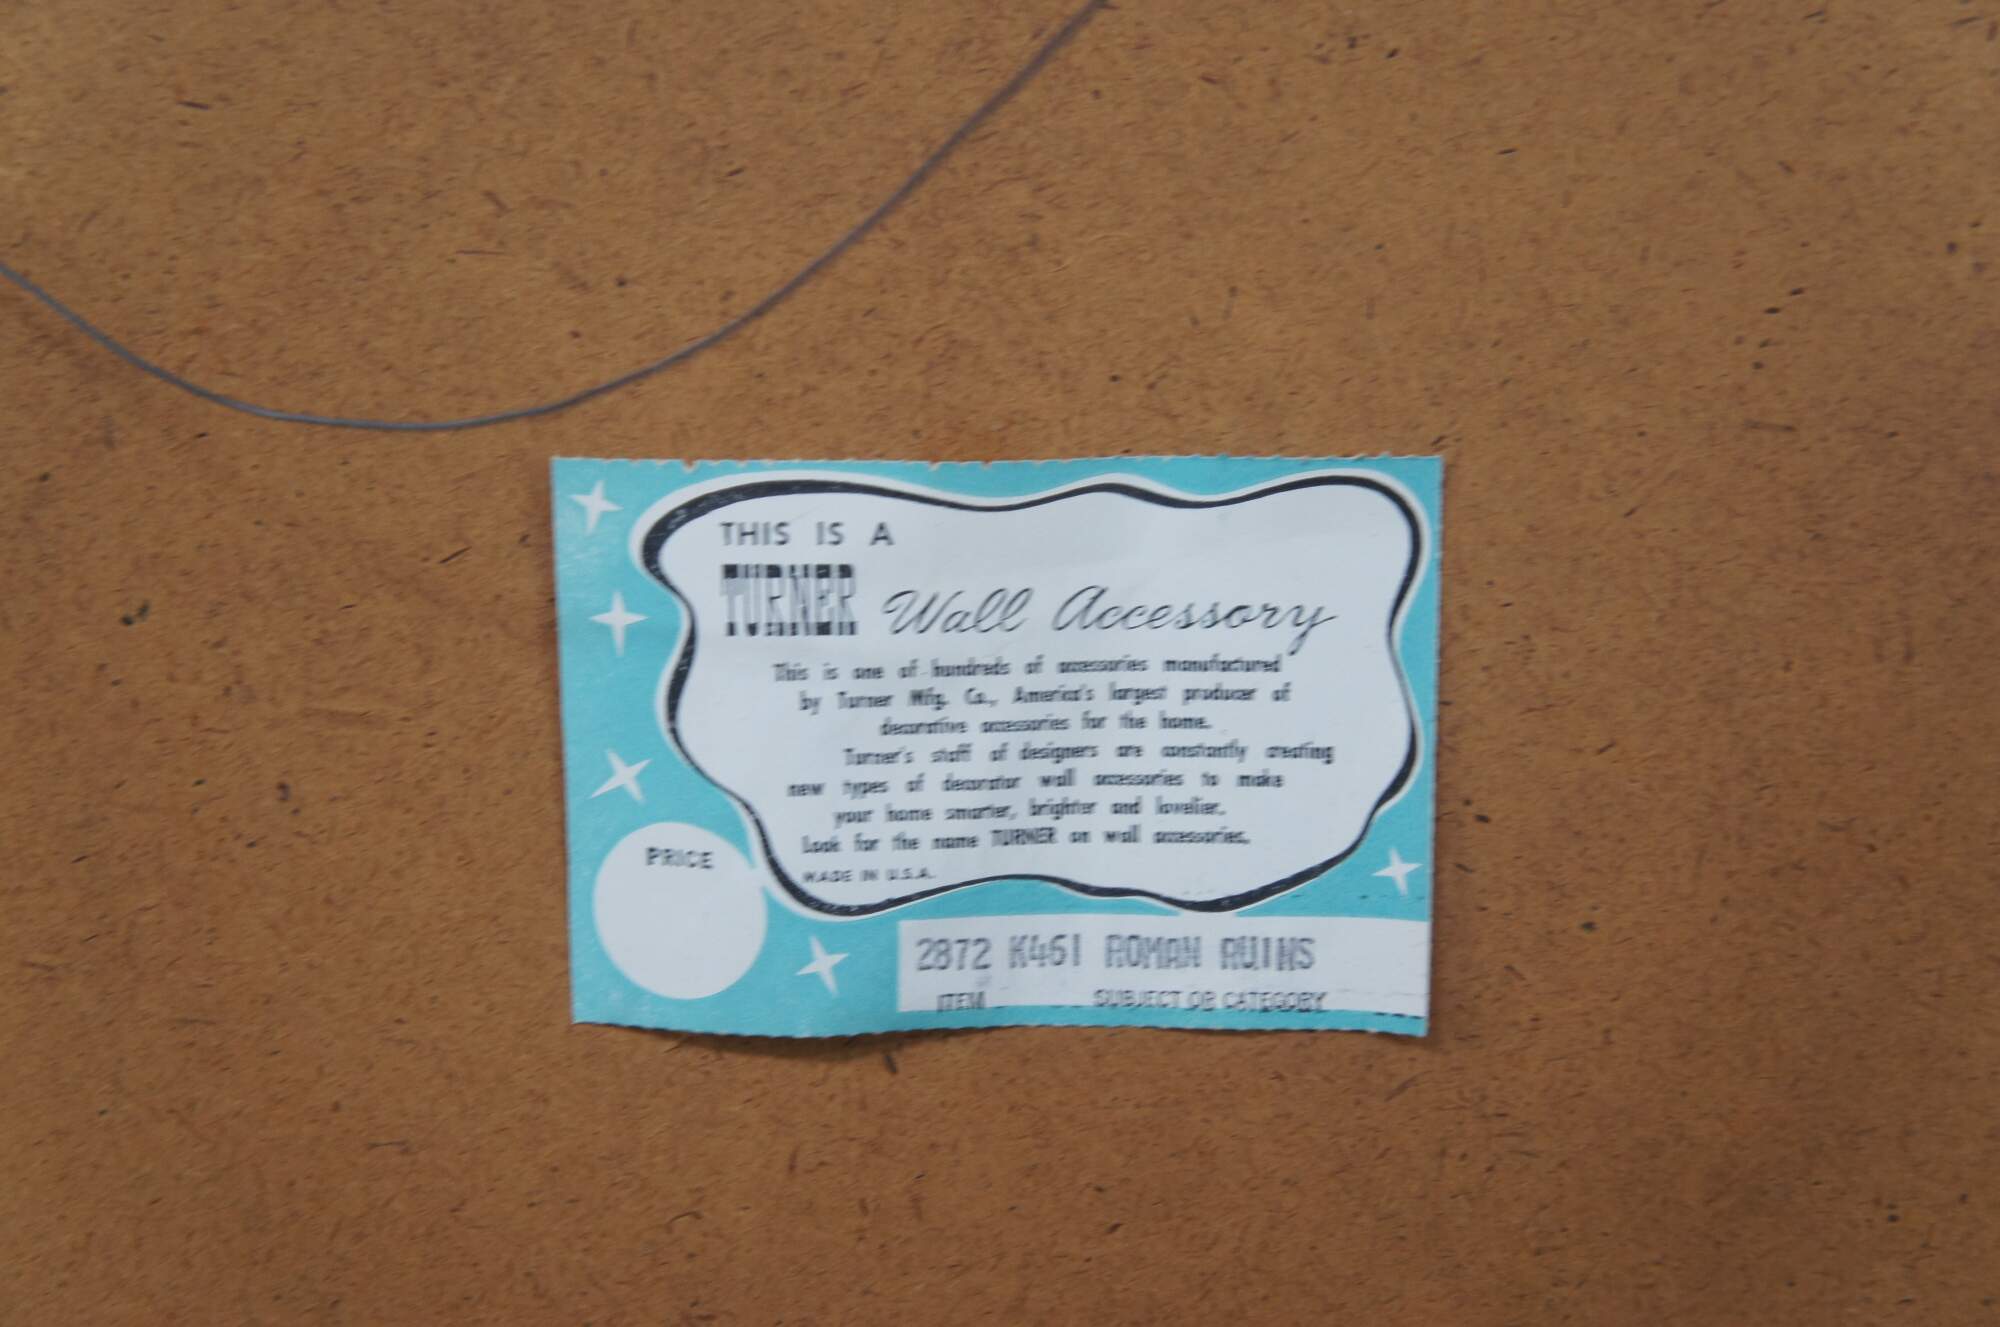 THIS IS A
TURNER Wall Accessory
This is one of hundreds of accessories manufactured
by Turner Mfg. Co., America's largest producer of
decorative accessories for the home.
Turner's staff of designers are constantly creating
new types of decorator wall accessories to make
your home smarter, brighter and lovelier.
Look for the name TURNER on wall accessories.
MADE IN U.S.A.
PRICE
2872 K461 ROMAN RUINS
ITEM SUBJECT OR CATEGORY